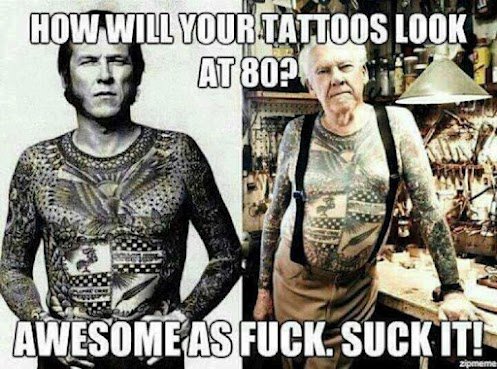 HOW WILL YOUR TATTOOS LOOK
AT 80?
AWESOME AS FUCK. SUCK IT!
zipmeme